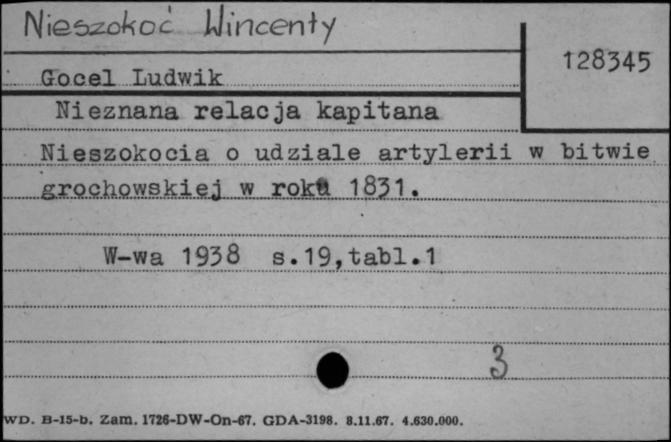 Nieszokoć Wincenty
128345
Gocel Ludwik
Nieznana relacja kapitana
Nieszokocia o udziale artylerii w bitwie
grochowskiej w roku 1831.
W-wa 1938 s.19,tabl.1
3
WD. B-15-b. Zam. 1726-DW-On-67. GDA-3198. 8.11.67. 4.630.000.